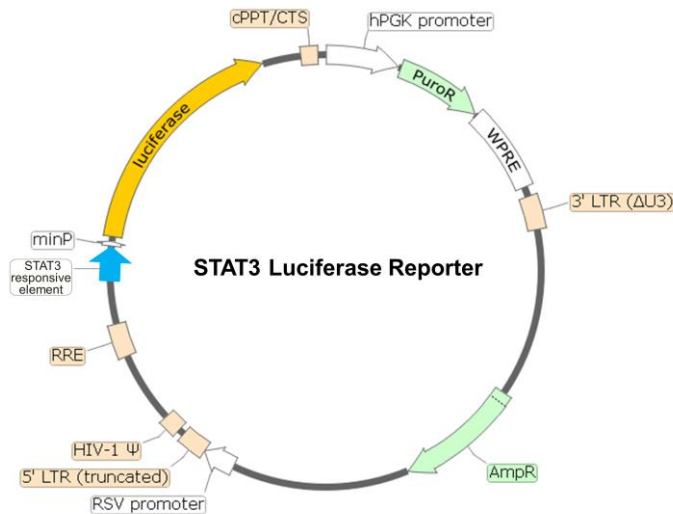 cPPT/CTS
hPGK promoter
PuroR
luciferase
WPRE
3' LTR (ΔU3)
minP
STAT3
responsive
element
STAT3 Luciferase Reporter
RRE
HIV-1 Ψ
5' LTR (truncated)
RSV promoter
AmpR